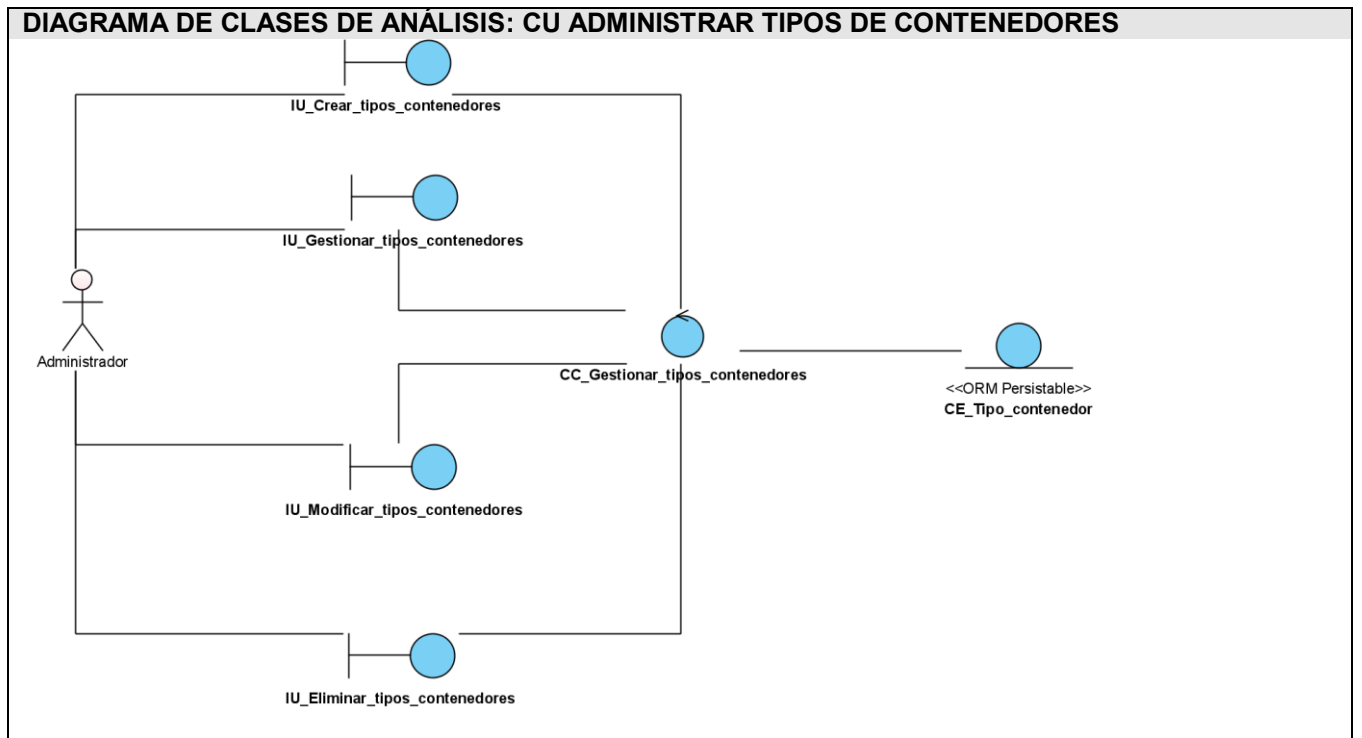 DIAGRAMA DE CLASES DE ANÁLISIS: CU ADMINISTRAR TIPOS DE CONTENEDORES
IU_Crear_tipos_contenedores
IU_Gestionar_tipos_contenedores
Administrador
CC_Gestionar_tipos_contenedores
<<ORM Persistable>>
CE_Tipo_contenedor
IU_Modificar_tipos_contenedores
IU_Eliminar_tipos_contenedores